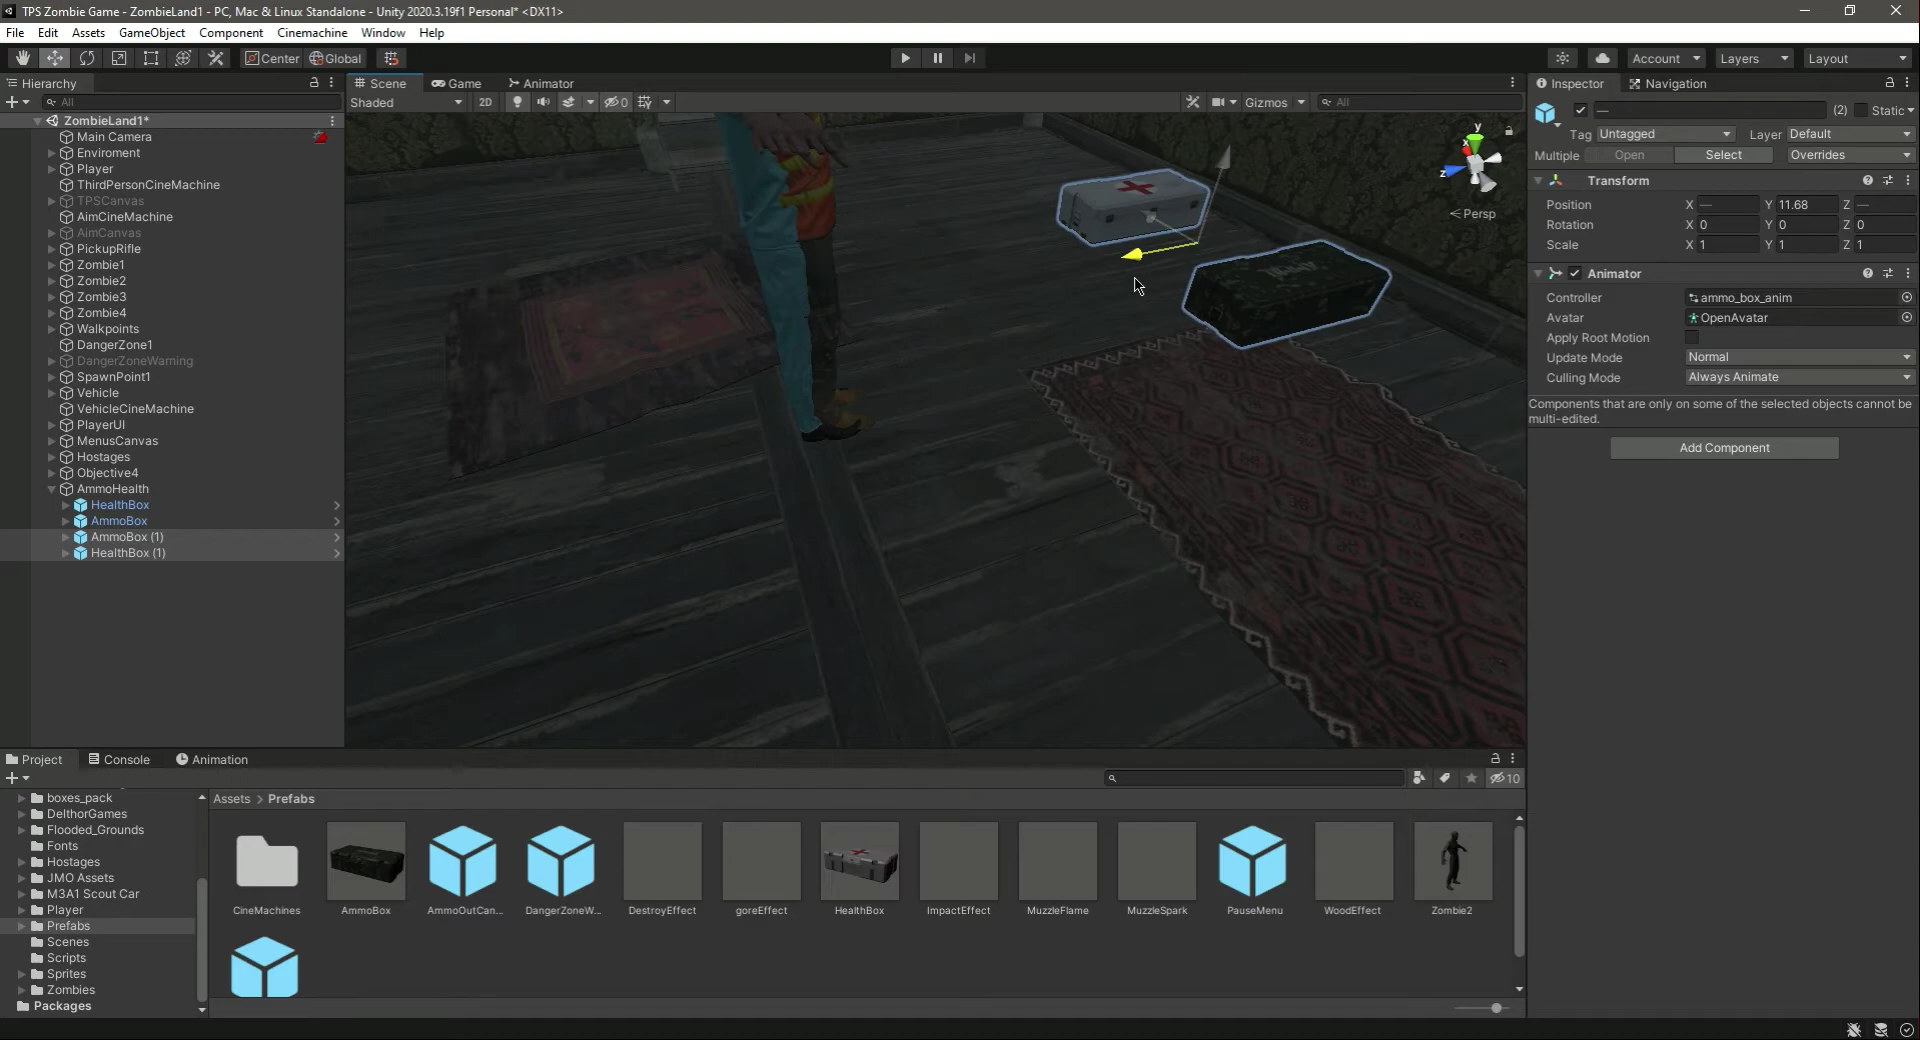 TPS Zombie Game - ZombieLand1 - PC, Mac & Linux Standalone - Unity 2020.3.19f1 Personal* <DX11>
File Edit Assets GameObject Component Cinemachine Window Help
Center Global Account Layers Layout
Hierarchy
All
ZombieLand1*
Main Camera
Enviroment
Player
ThirdPersonCineMachine
TPSCanvas
AimCineMachine
AimCanvas
PickupRifle
Zombie1
Zombie2
Zombie3
Zombie4
Walkpoints
DangerZone1
DangerZoneWarning
SpawnPoint1
Vehicle
VehicleCineMachine
PlayerUI
MenusCanvas
Hostages
Objective4
AmmoHealth
HealthBox
AmmoBox
AmmoBox (1)
HealthBox (1)
Scene Game Animator
Shaded 2D 0 Gizmos All
y
x
z
Persp
Inspector Navigation
— (2) Static
Tag Untagged Layer Default
Multiple Open Select Overrides
Transform
Position X — Y 11.68 Z —
Rotation X 0 Y 0 Z 0
Scale X 1 Y 1 Z 1
Animator
Controller ammo_box_anim
Avatar OpenAvatar
Apply Root Motion
Update Mode Normal
Culling Mode Always Animate
Components that are only on some of the selected objects cannot be
multi-edited.
Add Component
Project Console Animation
10
boxes_pack
DelthorGames
Flooded_Grounds
Fonts
Hostages
JMO Assets
M3A1 Scout Car
Player
Prefabs
Scenes
Scripts
Sprites
Zombies
Packages
Assets > Prefabs
CineMachines AmmoBox AmmoOutCan... DangerZoneW... DestroyEffect goreEffect HealthBox ImpactEffect MuzzleFlame MuzzleSpark PauseMenu WoodEffect Zombie2